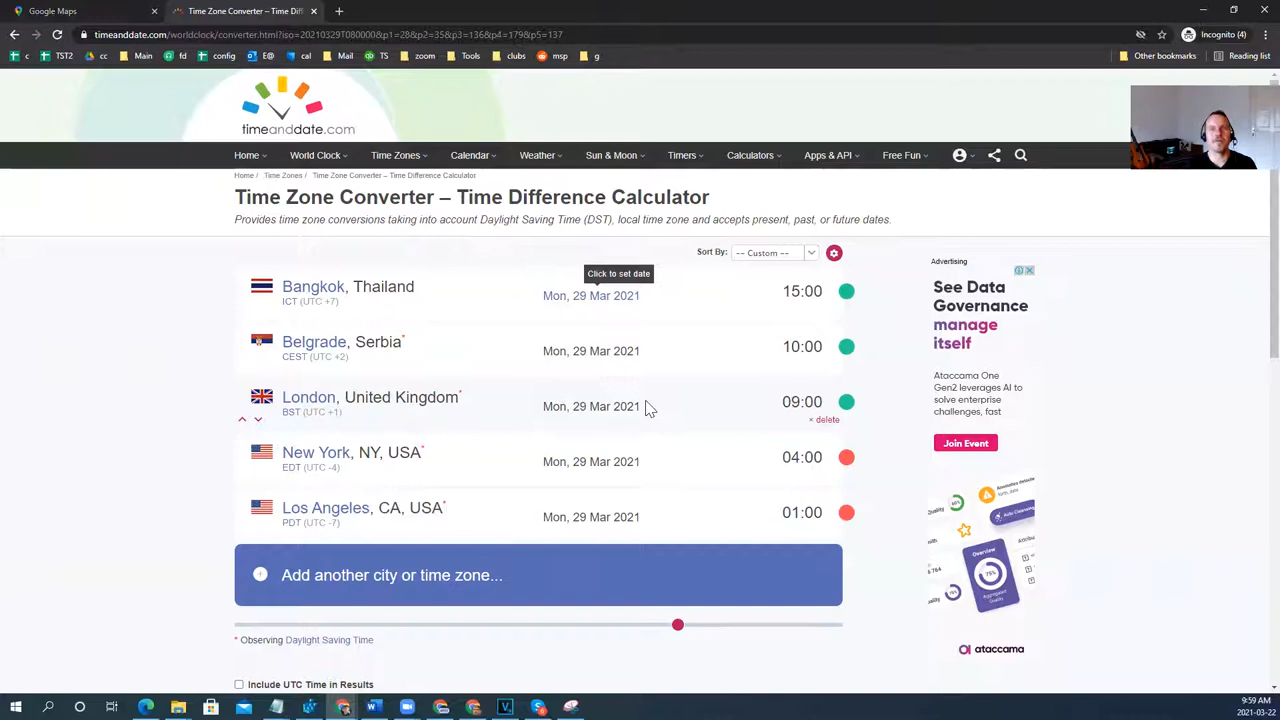 Google Maps
Time Zone Converter – Time Dif
timeanddate.com/worldclock/converter.html?iso=20210329T080000&p1=28&p2=35&p3=136&p4=179&p5=137
Incognito (4)
c
TST2
cc
Main
fd
config
E@
cal
TS
zoom
Tools
clubs
msp
g
Other bookmarks
Reading list
timeanddate.com
Home
World Clock
Time Zones
Calendar
Weather
Sun & Moon
Timers
Calculators
Apps & API
Free Fun
Home / Time Zones / Time Zone Converter – Time Difference Calculator
Time Zone Converter – Time Difference Calculator
Provides time zone conversions taking into account Daylight Saving Time (DST), local time zone and accepts present, past, or future dates.
Sort By: -- Custom --
Click to set date
Bangkok, Thailand
ICT (UTC +7)
Mon, 29 Mar 2021
15:00
Belgrade, Serbia*
CEST (UTC +2)
Mon, 29 Mar 2021
10:00
London, United Kingdom*
BST (UTC +1)
Mon, 29 Mar 2021
09:00
× delete
New York, NY, USA*
EDT (UTC -4)
Mon, 29 Mar 2021
04:00
Los Angeles, CA, USA*
PDT (UTC -7)
Mon, 29 Mar 2021
01:00
Add another city or time zone...
* Observing Daylight Saving Time
Include UTC Time in Results
Advertising
See Data
Governance
manage
itself
Ataccama One
Gen2 leverages AI to
solve enterprise
challenges, fast
Join Event
Overview
75%
ataccama
9:59 AM
2021-03-22